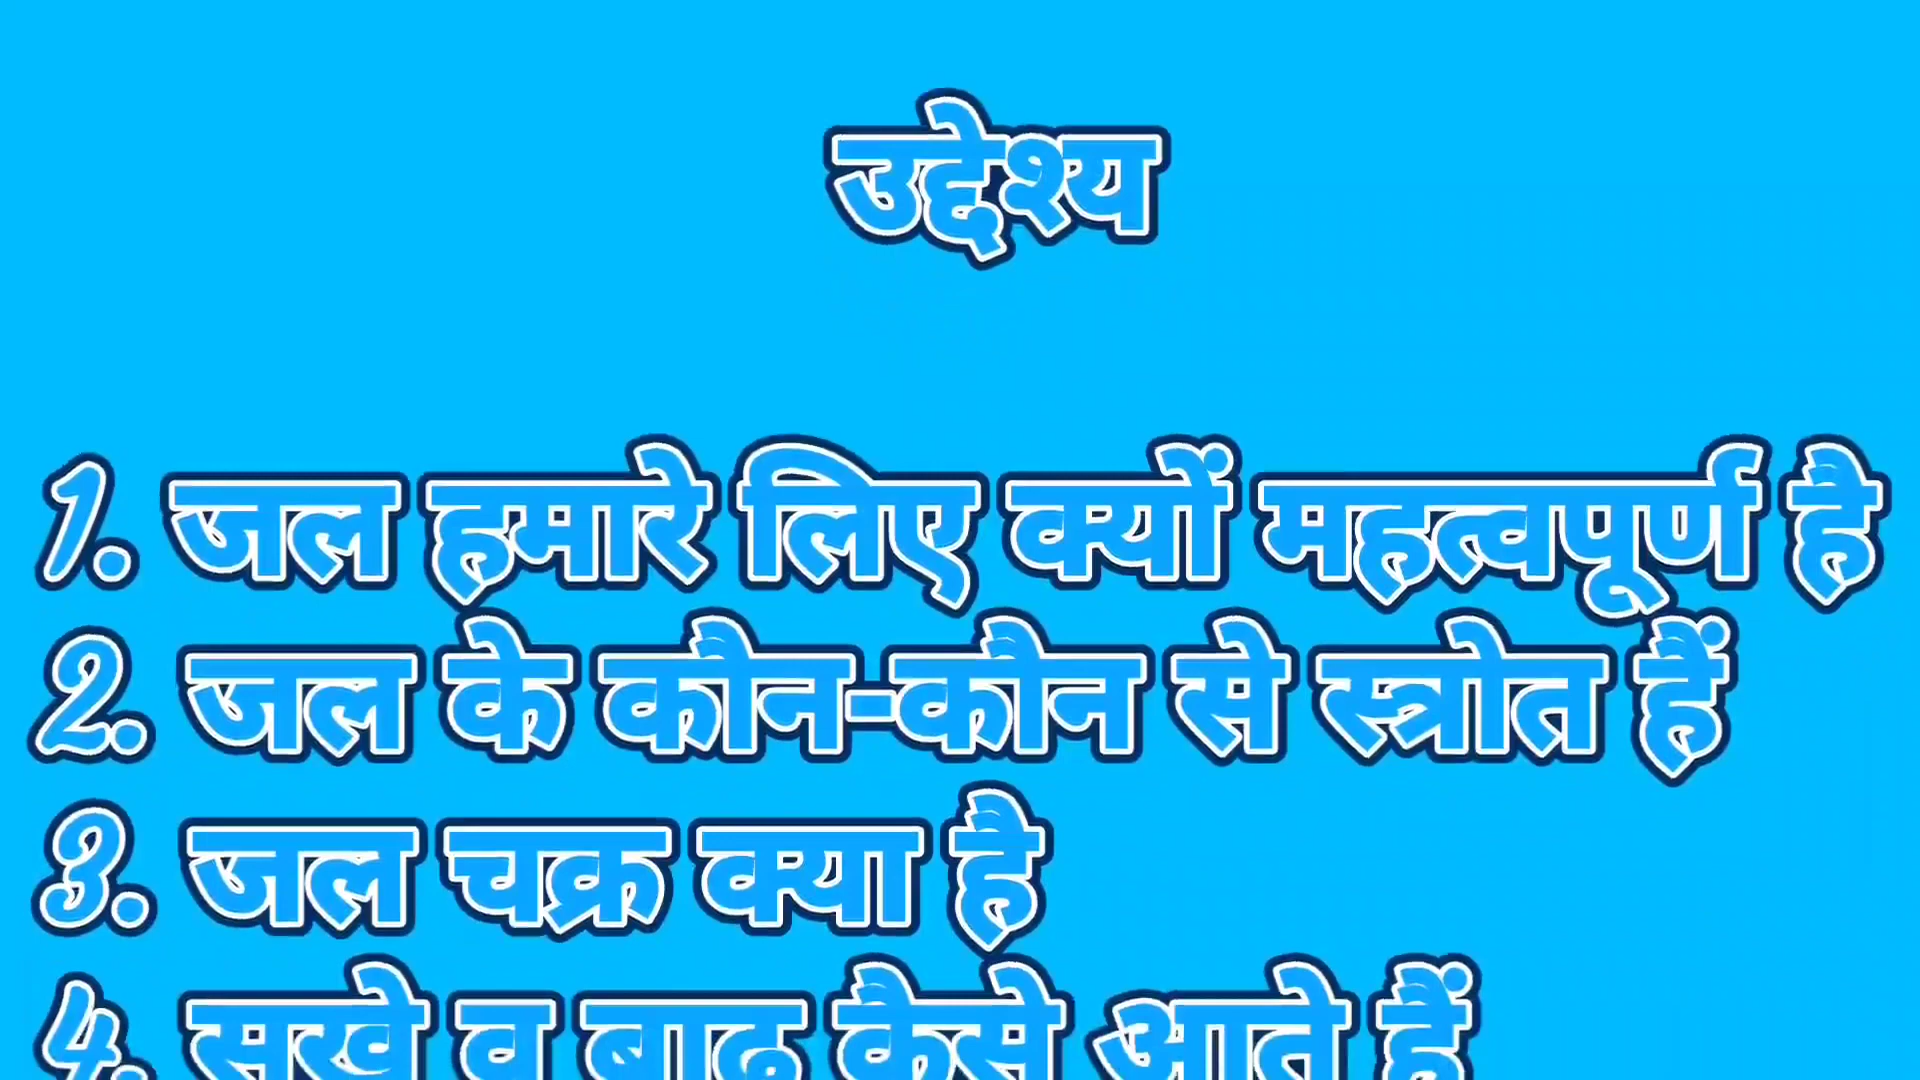 उद्देश्य
1. जल हमारे लिए क्यों महत्वपूर्ण है
2. जल के कौन-कौन से स्त्रोत हैं
3. जल चक्र क्या है
4. सूखे व बाढ़ कैसे आते हैं